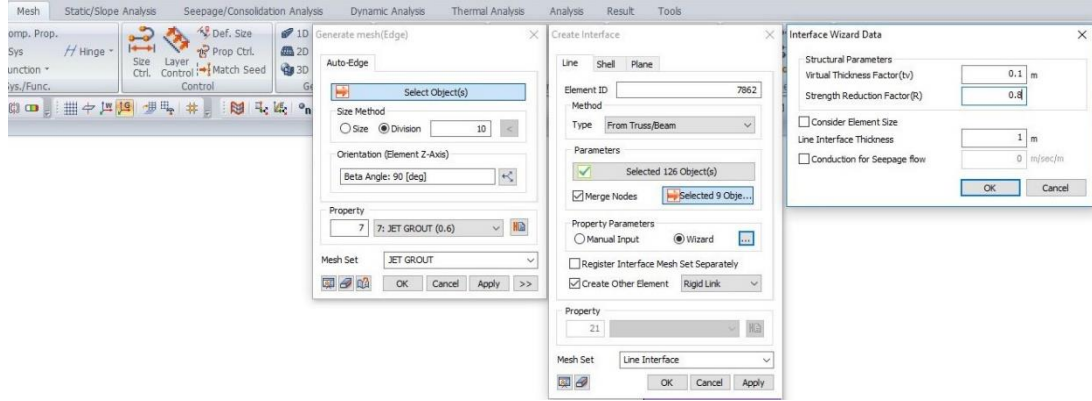 Mesh Static/Slope Analysis Seepage/Consolidation Analysis Dynamic Analysis Thermal Analysis Analysis Result Tools
omp. Prop.
Sys
Hinge
unction
ys./Func.
Size Ctrl.
Layer Control
Def. Size
Prop Ctrl.
Match Seed
Control
1D
2D
3D
Ge
Generate mesh(Edge)
Auto-Edge
Select Object(s)
Size Method
Size Division 10 <
Orientation (Element Z-Axis)
Beta Angle: 90 [deg]
Property
7 7: JET GROUT (0.6)
Mesh Set JET GROUT
OK Cancel Apply >>
Create Interface
Line Shell Plane
Element ID 7862
Method
Type From Truss/Beam
Parameters
Selected 126 Object(s)
Merge Nodes Selected 9 Obje...
Property Parameters
Manual Input Wizard ...
Register Interface Mesh Set Separately
Create Other Element Rigid Link
Property
21
Mesh Set Line Interface
OK Cancel Apply
Interface Wizard Data
Structural Parameters
Virtual Thickness Factor(tv) 0.1 m
Strength Reduction Factor(R) 0.8
Consider Element Size
Line Interface Thickness 1 m
Conduction for Seepage flow 0 m/sec/m
OK Cancel